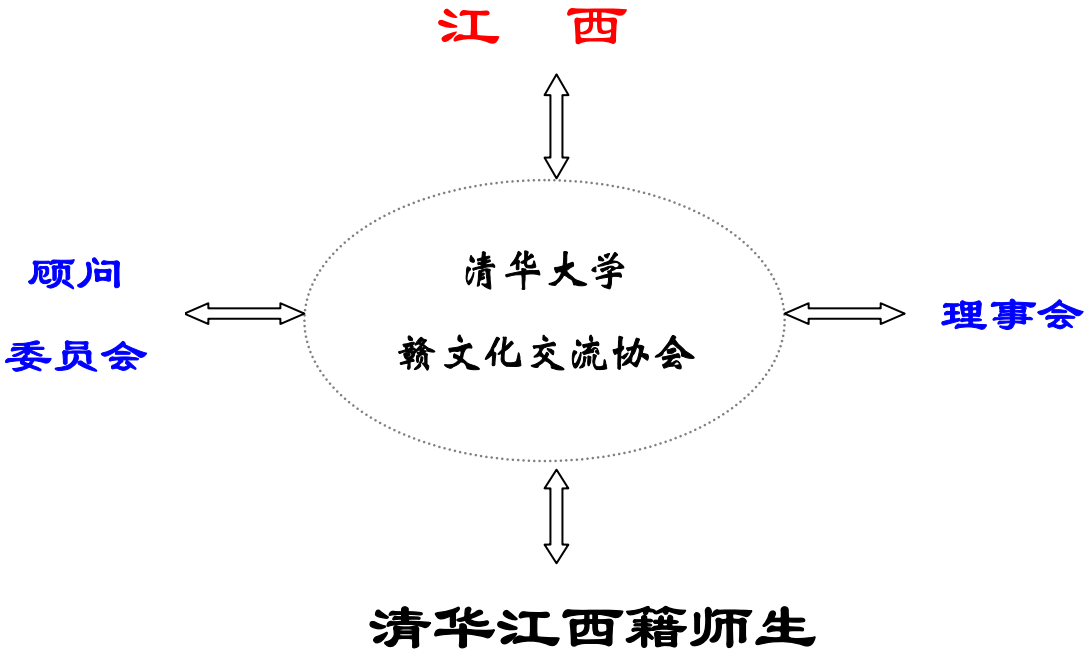 江 西
顾问
委员会
清华大学
赣文化交流协会
理事会
清华江西籍师生